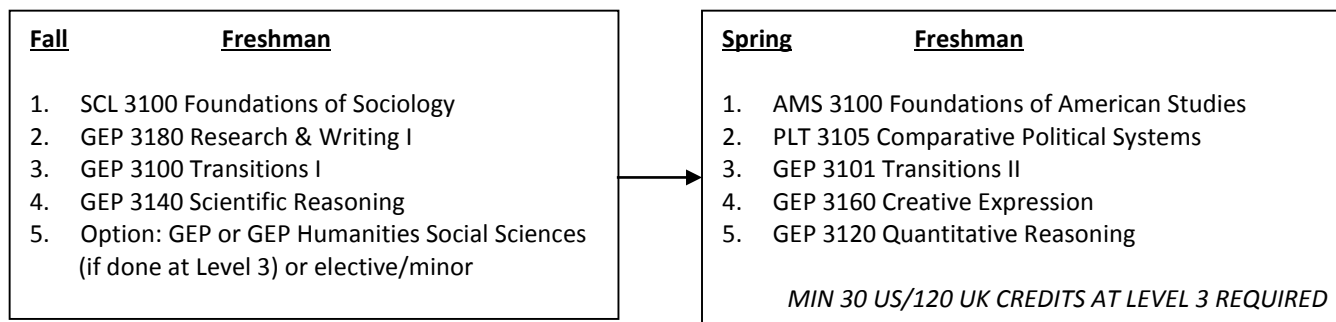 Fall Freshman
1. SCL 3100 Foundations of Sociology
2. GEP 3180 Research & Writing I
3. GEP 3100 Transitions I
4. GEP 3140 Scientific Reasoning
5. Option: GEP or GEP Humanities Social Sciences
(if done at Level 3) or elective/minor
Spring Freshman
1. AMS 3100 Foundations of American Studies
2. PLT 3105 Comparative Political Systems
3. GEP 3101 Transitions II
4. GEP 3160 Creative Expression
5. GEP 3120 Quantitative Reasoning
MIN 30 US/120 UK CREDITS AT LEVEL 3 REQUIRED